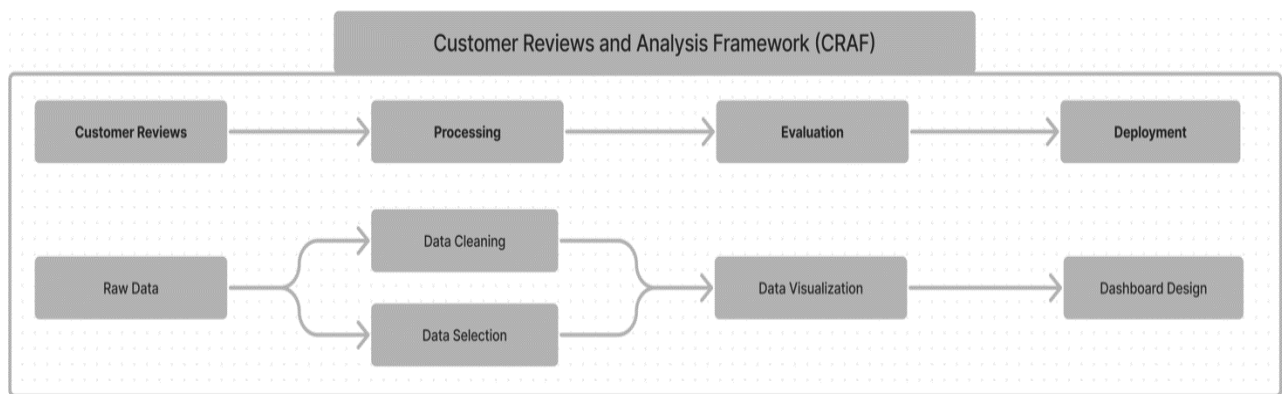 Customer Reviews and Analysis Framework (CRAF)
Customer Reviews
Processing
Evaluation
Deployment
Raw Data
Data Cleaning
Data Selection
Data Visualization
Dashboard Design